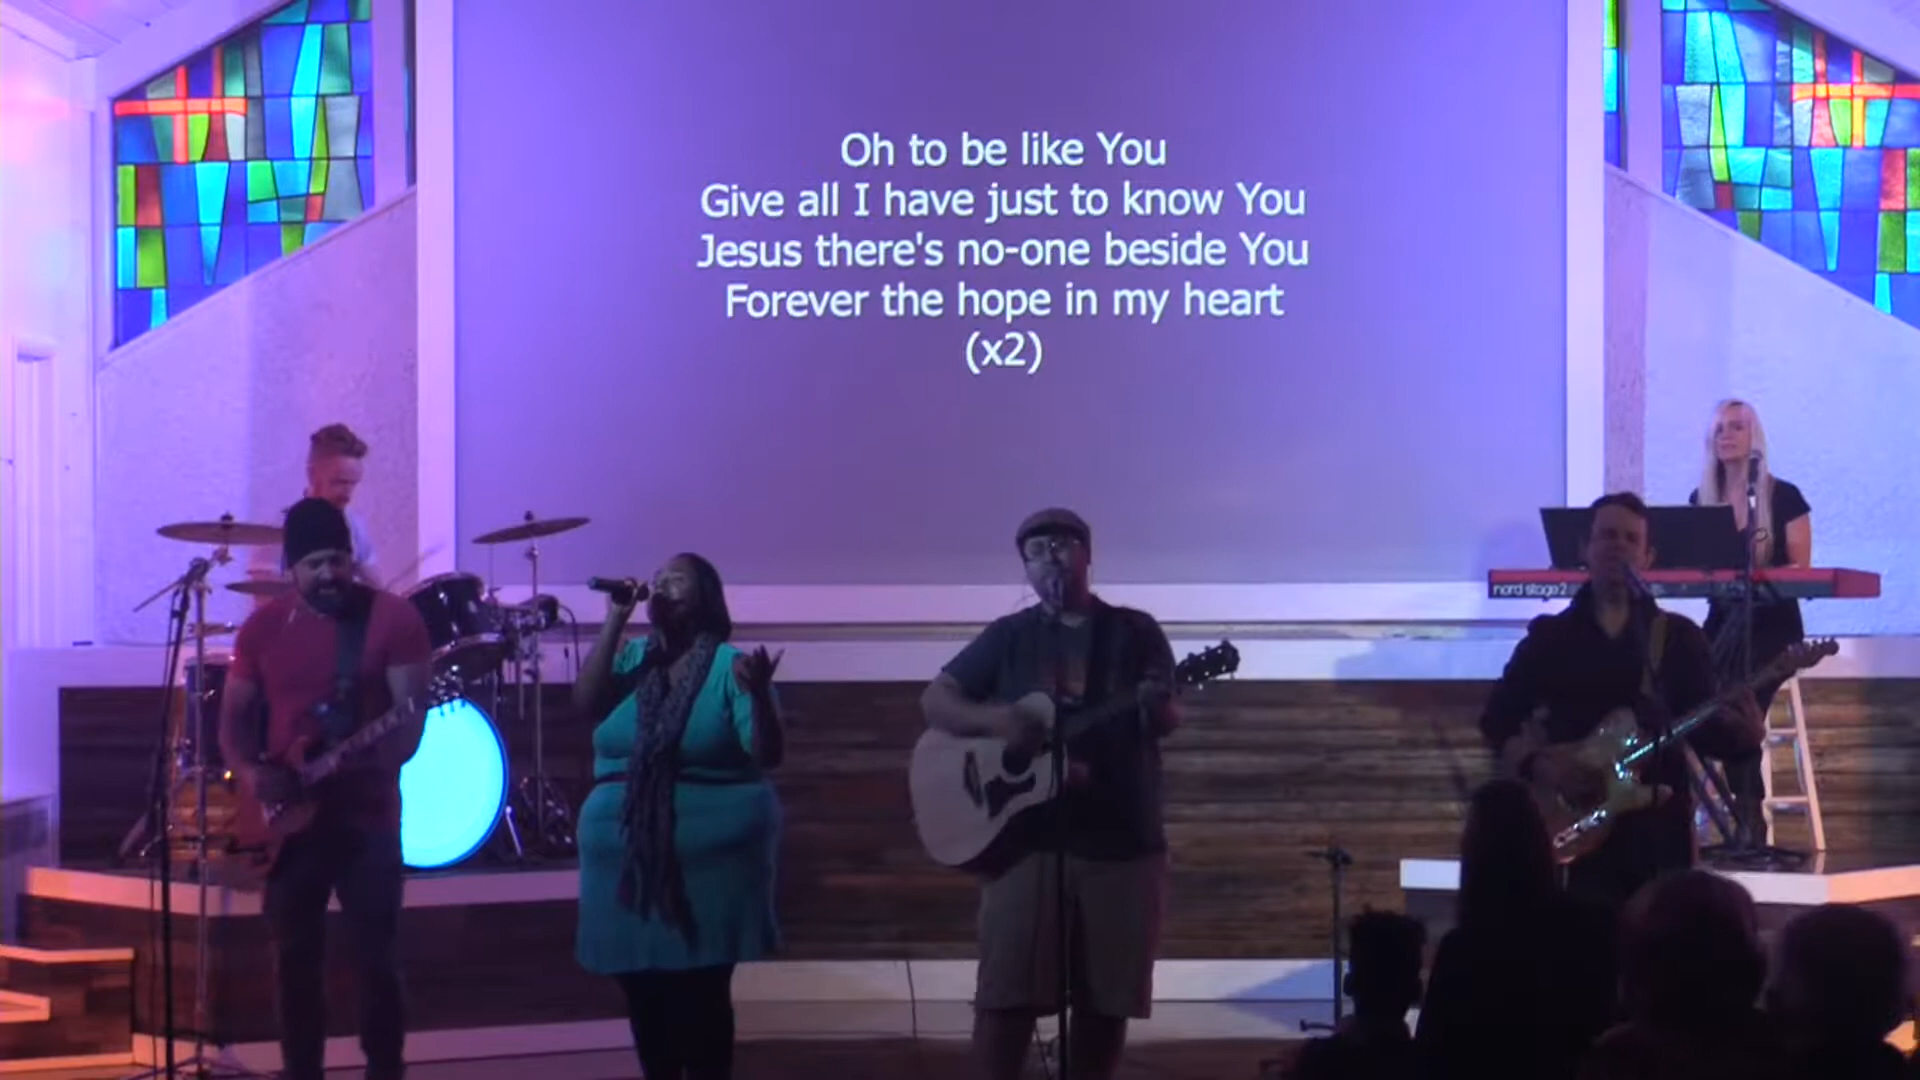 Oh to be like You
Give all I have just to know You
Jesus there's no-one beside You
Forever the hope in my heart
(x2)
nord stage 2